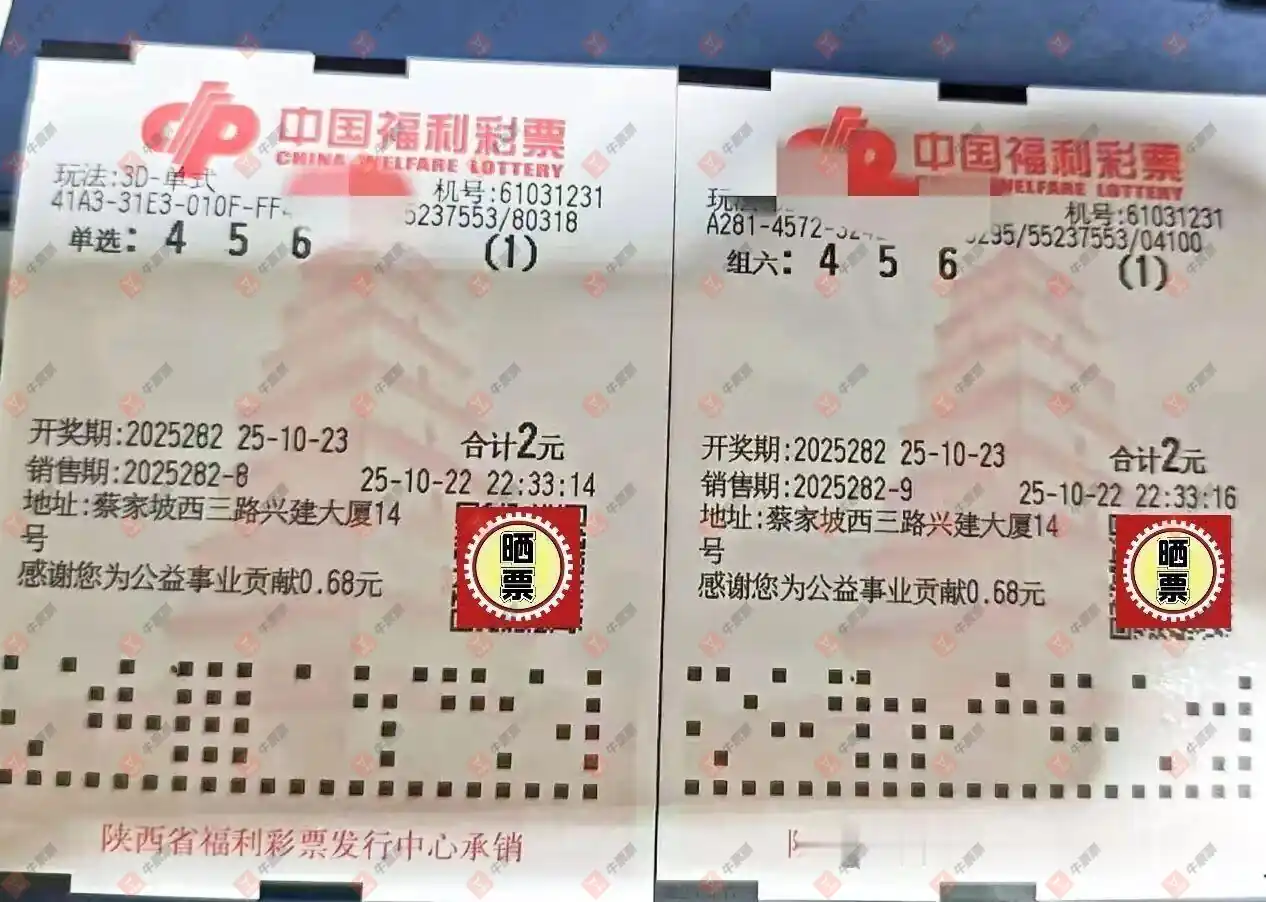 中国福利彩票
CHINA WELFARE LOTTERY
玩法:3D-单式
机号:61031231
41A3-31E3-010F-FF
5237553/80318
单选: 4 5 6
(1)
开奖期:2025282 25-10-23
合计2元
销售期:2025282-8
25-10-22 22:33:14
地址:蔡家坡西三路兴建大厦14
号
感谢您为公益事业贡献0.68元
晒
票
陕西省福利彩票发行中心承销
中国福利彩票
WELFARE LOTTERY
机号:61031231
A281-4572-
295/55237553/04100
组六: 4 5 6
(1)
开奖期:2025282 25-10-23
合计2元
销售期:2025282-9
25-10-22 22:33:16
地址:蔡家坡西三路兴建大厦14
号
感谢您为公益事业贡献0.68元
晒
票